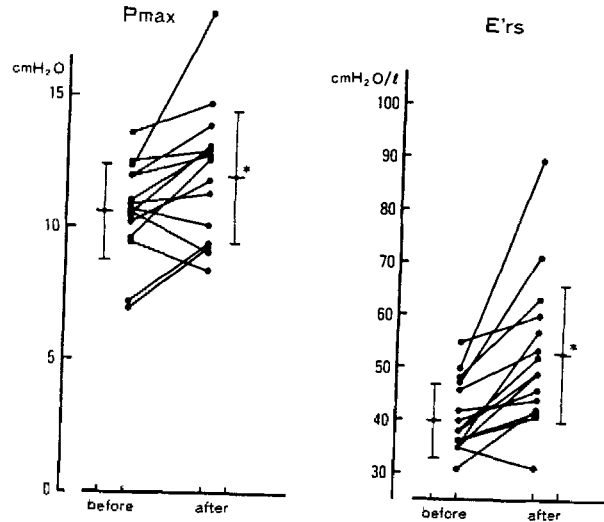 Pmax
cmH₂O
15
10
5
0
before after
*
E'rs
cmH₂O/ℓ
100
90
80
70
60
50
40
30
before after
*